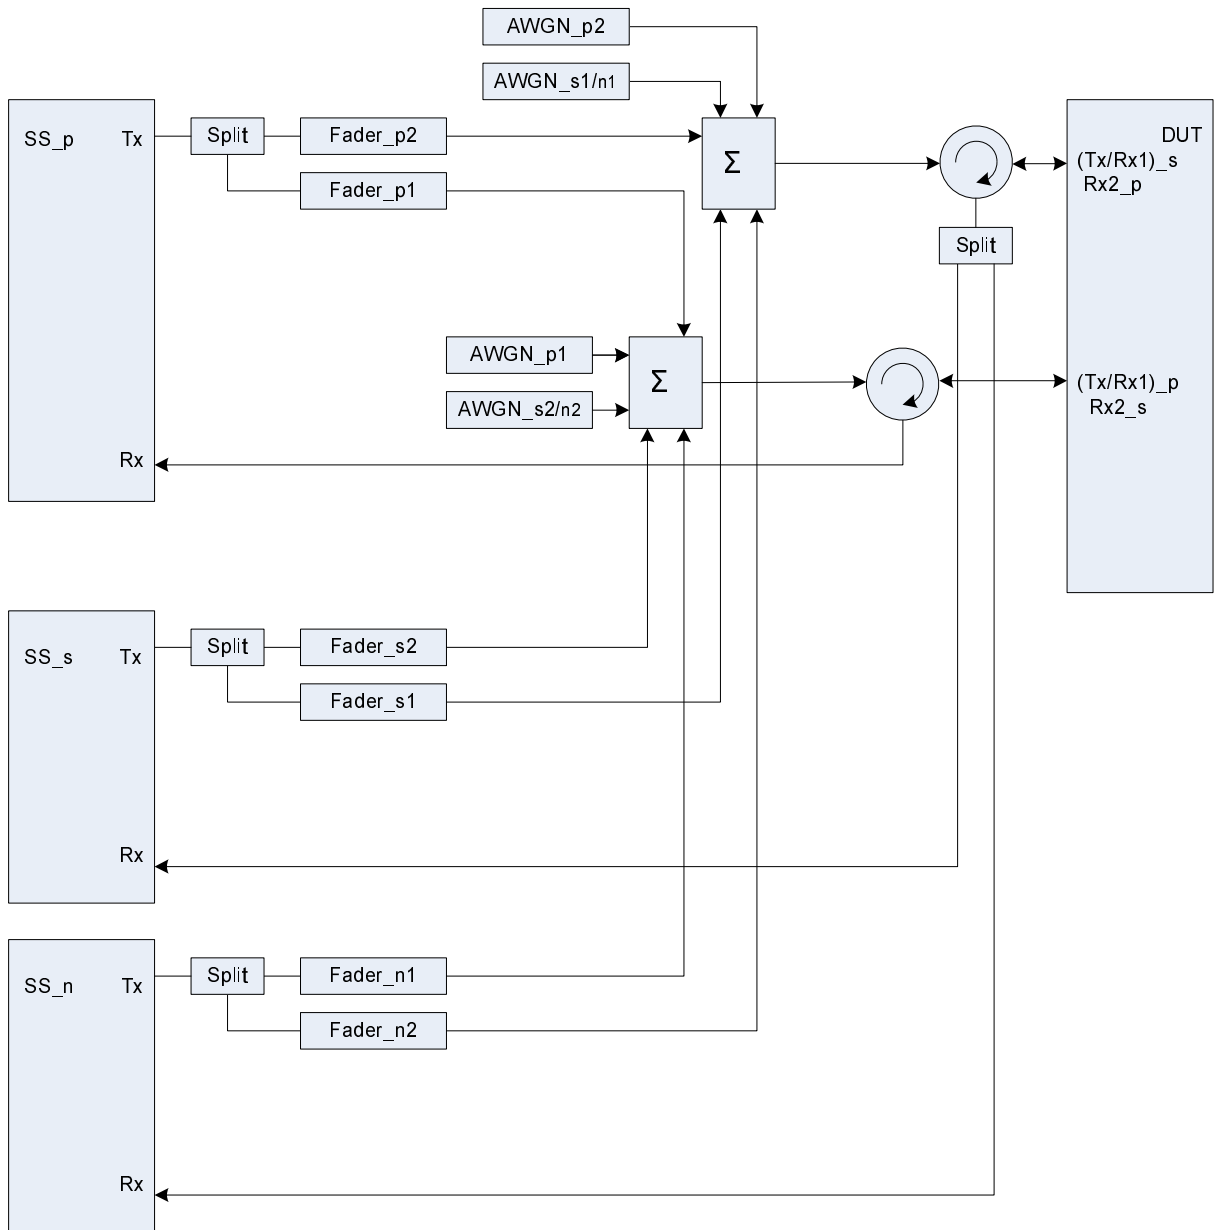 AWGN_p2
AWGN_s1/n1
SS_p
Tx
Split
Fader_p2
Σ
DUT
(Tx/Rx1)_s
Rx2_p
Fader_p1
Split
AWGN_p1
Σ
AWGN_s2/n2
(Tx/Rx1)_p
Rx2_s
Rx
SS_s
Tx
Split
Fader_s2
Fader_s1
Rx
SS_n
Tx
Split
Fader_n1
Fader_n2
Rx